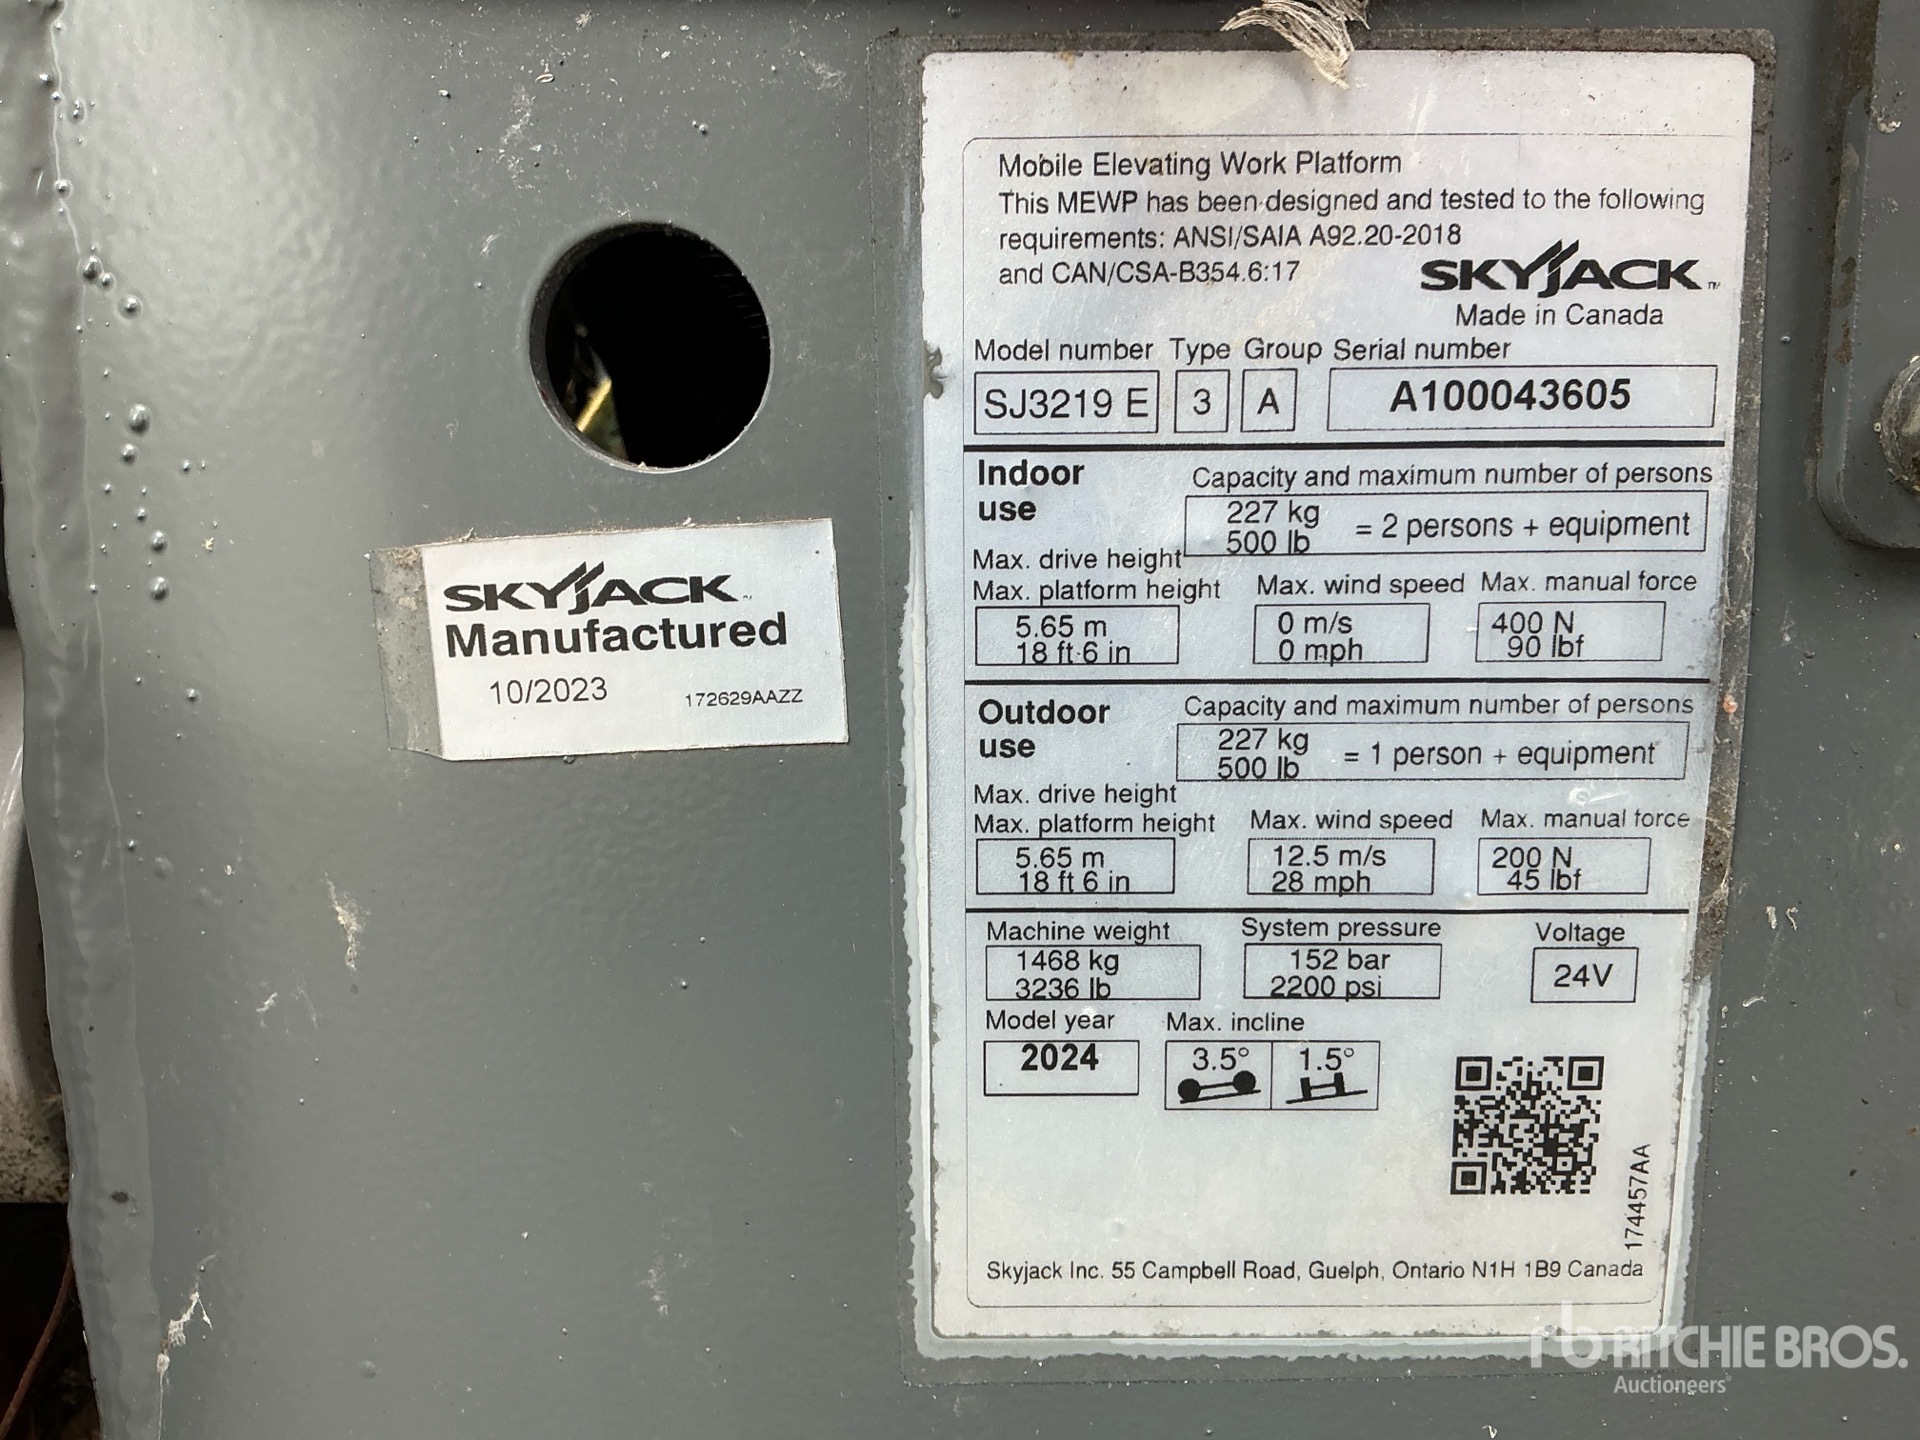 Mobile Elevating Work Platform
This MEWP has been designed and tested to the following
requirements: ANSI/SAIA A92.20-2018
and CAN/CSA-B354.6:17
SKYJACK™
Made in Canada
Model number Type Group Serial number
SJ3219 E 3 A A100043605
Indoor use
Capacity and maximum number of persons
227 kg
500 lb
= 2 persons + equipment
Max. drive height
Max. platform height Max. wind speed Max. manual force
5.65 m 0 m/s 400 N
18 ft 6 in 0 mph 90 lbf
Outdoor use
Capacity and maximum number of persons
227 kg
500 lb
= 1 person + equipment
Max. drive height
Max. platform height Max. wind speed Max. manual force
5.65 m 12.5 m/s 200 N
18 ft 6 in 28 mph 45 lbf
Machine weight System pressure Voltage
1468 kg 152 bar 24V
3236 lb 2200 psi
Model year Max. incline
2024 3.5° 1.5°
174457AA
Skyjack Inc. 55 Campbell Road, Guelph, Ontario N1H 1B9 Canada
SKYJACK
Manufactured
10/2023 172629AAZZ
rb RITCHIE BROS.
Auctioneers